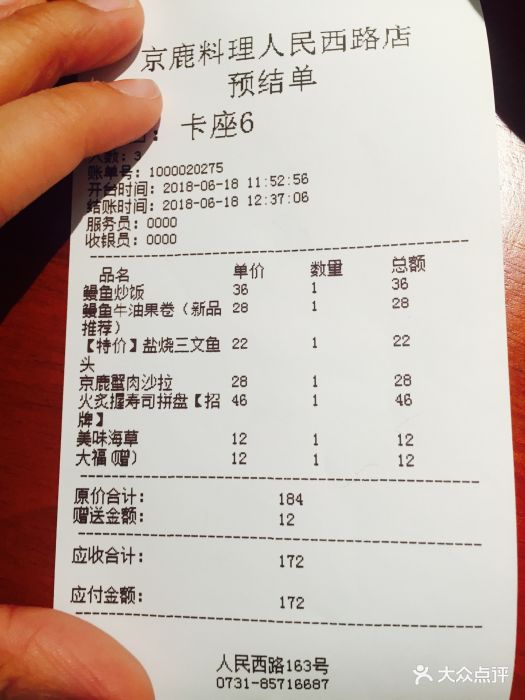 京鹿料理人民西路店
预结单
卡座6
人数: 3
账单号: 1000020275
开台时间: 2018-06-18 11:52:56
结账时间: 2018-06-18 12:37:06
服务员: 0000
收银员: 0000
品名 单价 数量 总额
鳗鱼炒饭 36 1 36
鳗鱼牛油果卷(新品 28 1 28
推荐)
【特价】盐烧三文鱼 22 1 22
头
京鹿蟹肉沙拉 28 1 28
火炙握寿司拼盘【招 46 1 46
牌】
美味海草 12 1 12
大福(赠) 12 1 12
原价合计: 184
赠送金额: 12
应收合计: 172
应付金额: 172
人民西路163号
0731-85716687
大众点评